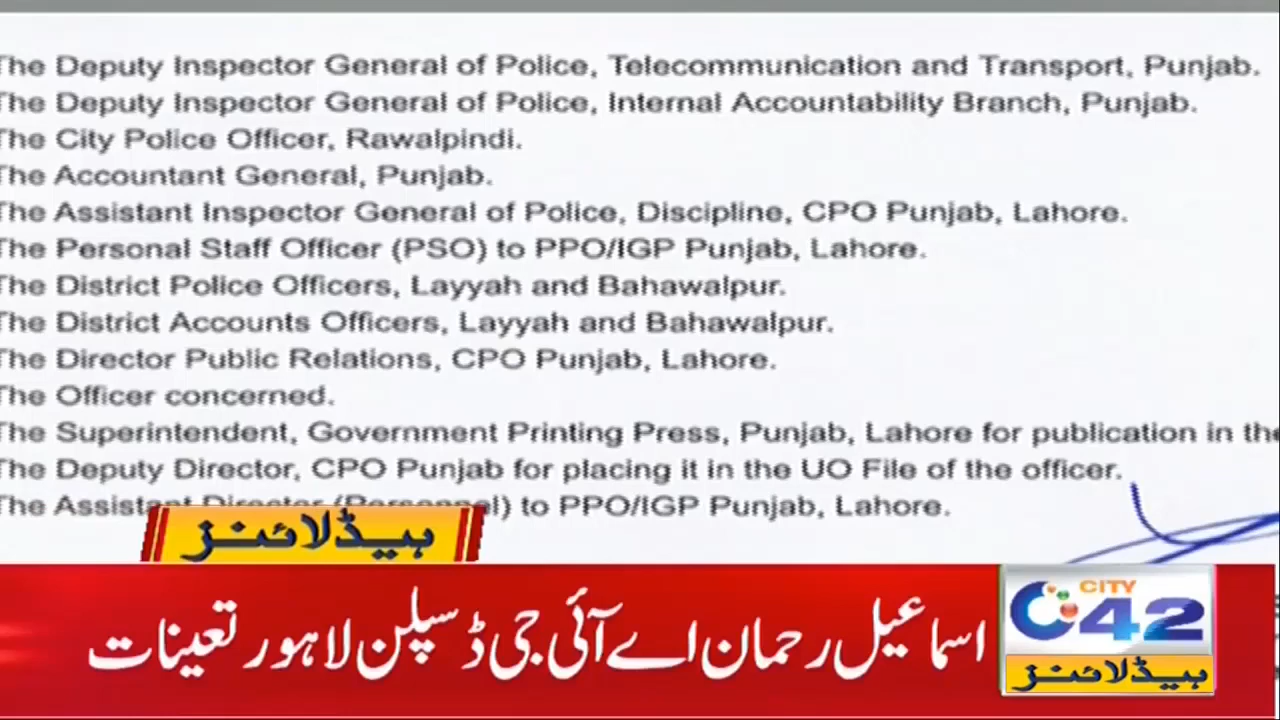 The Deputy Inspector General of Police, Telecommunication and Transport, Punjab.
The Deputy Inspector General of Police, Internal Accountability Branch, Punjab.
The City Police Officer, Rawalpindi.
The Accountant General, Punjab.
The Assistant Inspector General of Police, Discipline, CPO Punjab, Lahore.
The Personal Staff Officer (PSO) to PPO/IGP Punjab, Lahore.
The District Police Officers, Layyah and Bahawalpur.
The District Accounts Officers, Layyah and Bahawalpur.
The Director Public Relations, CPO Punjab, Lahore.
The Officer concerned.
The Superintendent, Government Printing Press, Punjab, Lahore for publication in the
The Deputy Director, CPO Punjab for placing it in the UO File of the officer.
The Assistant Director (Personnel) to PPO/IGP Punjab, Lahore.
ہیڈلائنز
اسماعیل رحمان اے آئی جی ڈسپلن لاہور تعینات
CITY
42
ہیڈلائنز